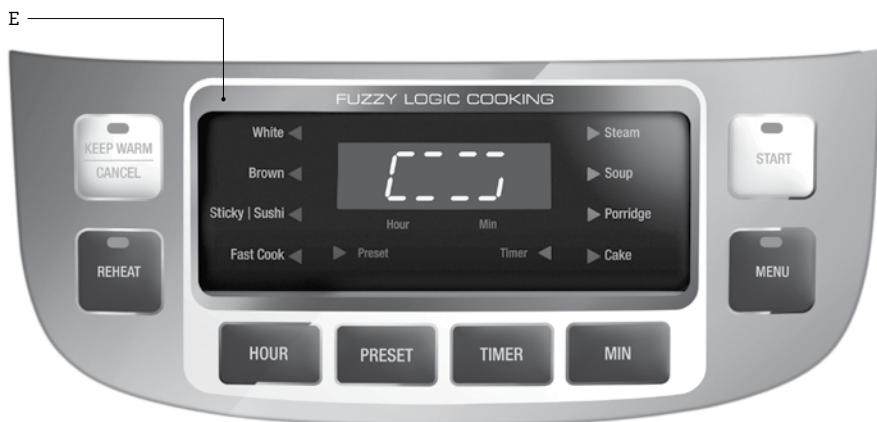 E
FUZZY LOGIC COOKING
White
Brown
Sticky | Sushi
Fast Cook
Hour
Min
Preset
Timer
Steam
Soup
Porridge
Cake
KEEP WARM
CANCEL
REHEAT
START
MENU
HOUR
PRESET
TIMER
MIN